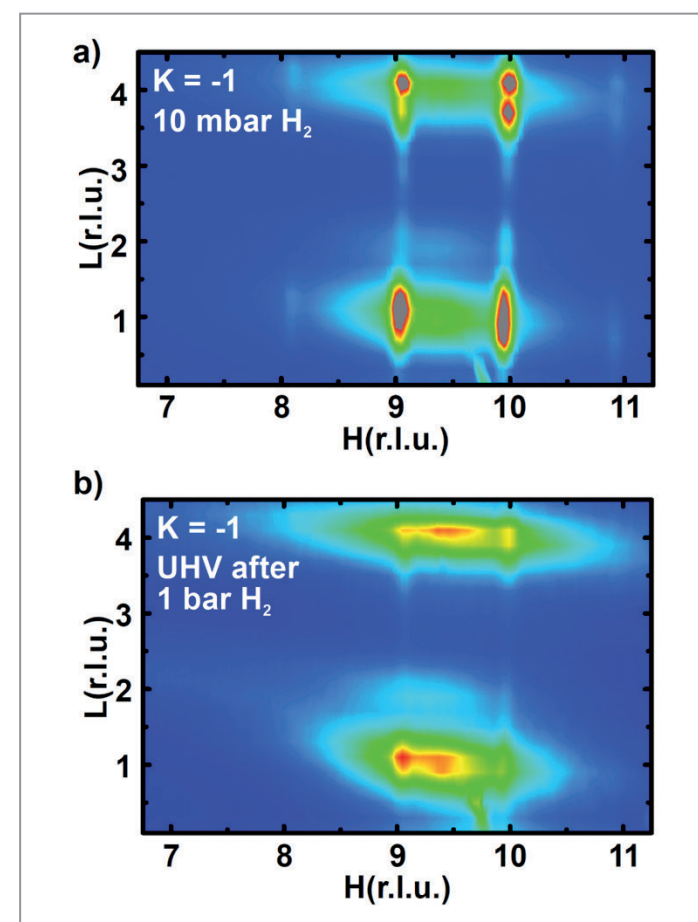 a)
K = -1
10 mbar H₂
4
3
2
1
L(r.l.u.)
7 8 9 10 11
H(r.l.u.)
b)
K = -1
UHV after
1 bar H₂
4
3
2
1
L(r.l.u.)
7 8 9 10 11
H(r.l.u.)